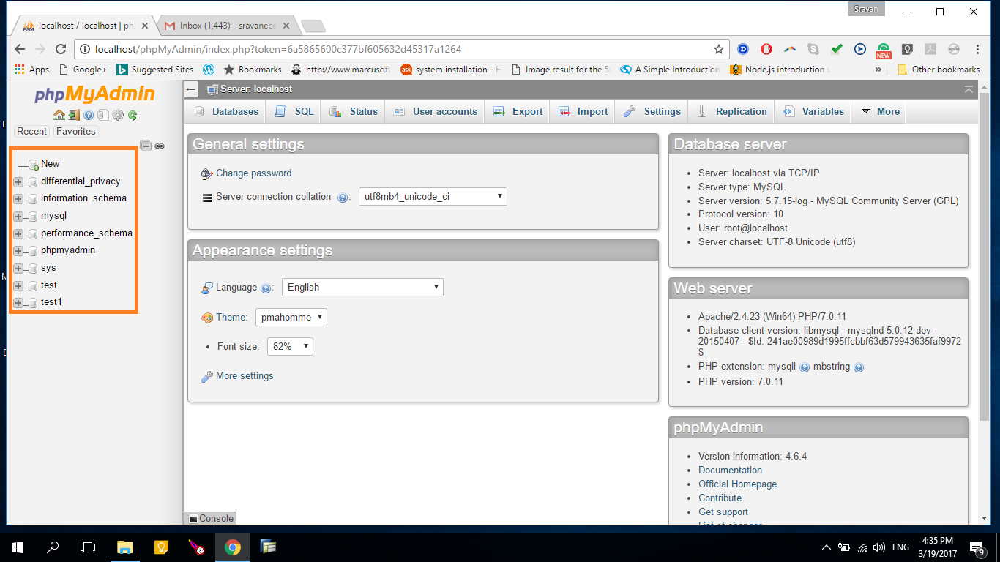 Sravan
localhost / localhost | ph
Inbox (1,443) - sravanece
localhost/phpMyAdmin/index.php?token=6a5865600c377bf605632d45317a1264
NEW
Apps
Google+
Suggested Sites
Bookmarks
http://www.marcusoft
system installation - H
Image result for the 5
A Simple Introduction
Node.js introduction
»
Other bookmarks
phpMyAdmin
Recent
Favorites
New
differential_privacy
information_schema
mysql
performance_schema
phpmyadmin
sys
test
test1
Server: localhost
Databases
SQL
Status
User accounts
Export
Import
Settings
Replication
Variables
More
General settings
Change password
Server connection collation :
utf8mb4_unicode_ci
Appearance settings
Language :
English
Theme:
pmahomme
• Font size:
82%
More settings
Database server
• Server: localhost via TCP/IP
• Server type: MySQL
• Server version: 5.7.15-log - MySQL Community Server (GPL)
• Protocol version: 10
• User: root@localhost
• Server charset: UTF-8 Unicode (utf8)
Web server
• Apache/2.4.23 (Win64) PHP/7.0.11
• Database client version: libmysql - mysqlnd 5.0.12-dev -
20150407 - $Id: 241ae00989d1995ffcbbf63d579943635faf9972
$
• PHP extension: mysqli mbstring
• PHP version: 7.0.11
phpMyAdmin
• Version information: 4.6.4
• Documentation
• Official Homepage
• Contribute
• Get support
• List of changes
Console
ENG
4:35 PM
3/19/2017
9